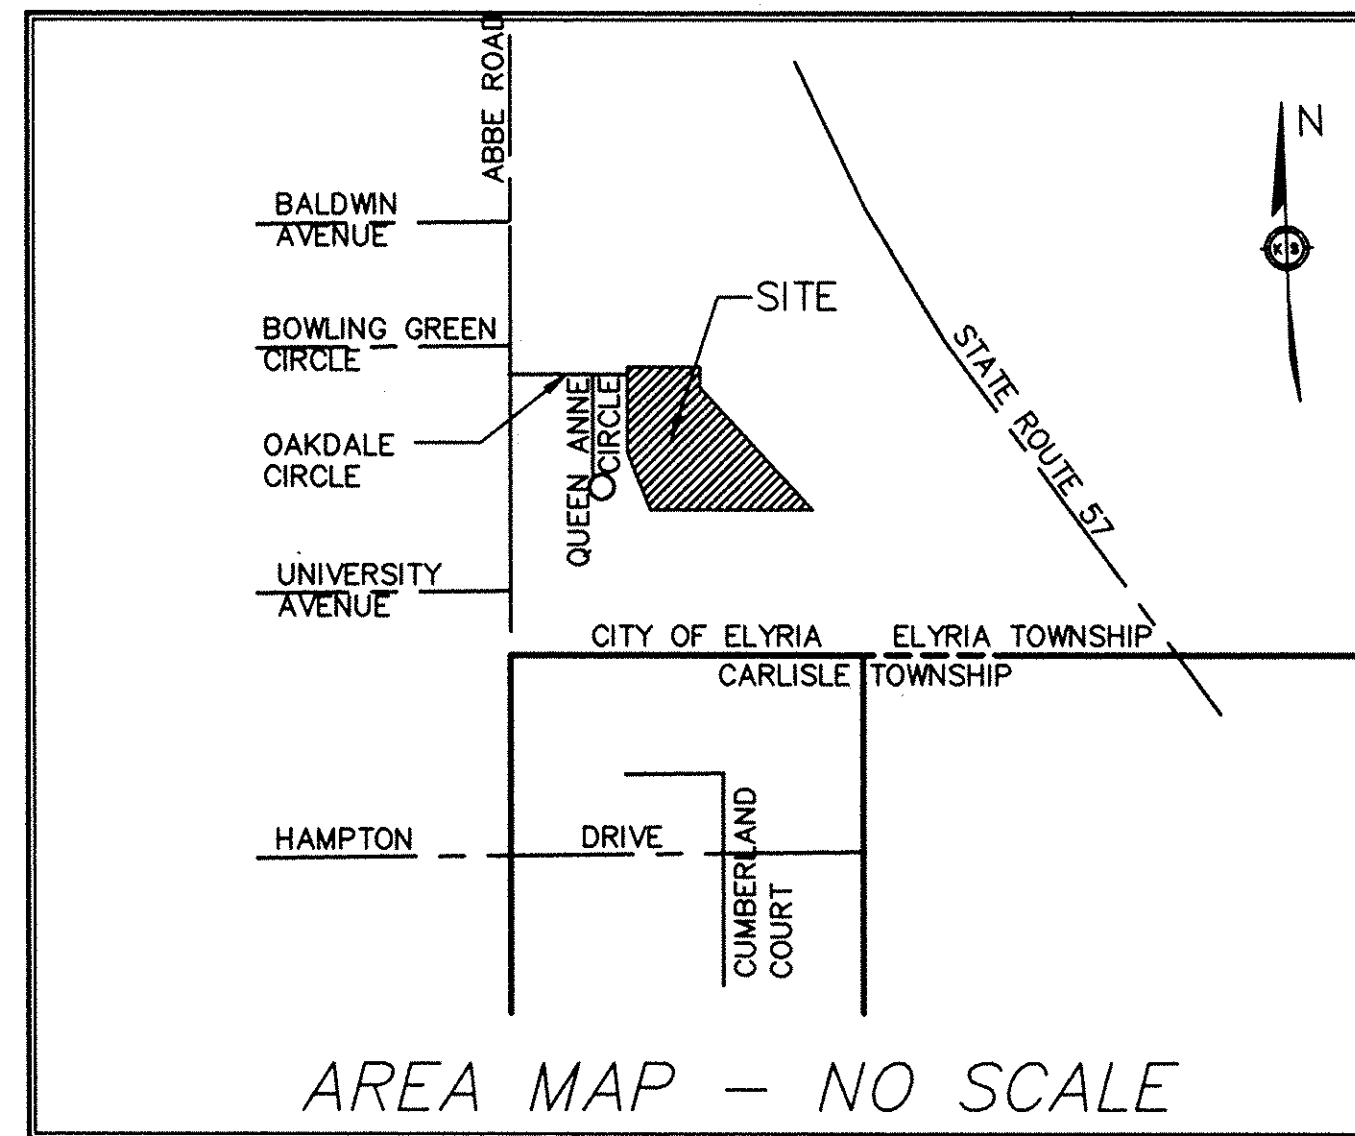 ABBE ROAD
N
K S
BALDWIN
AVENUE
SITE
BOWLING GREEN
CIRCLE
STATE ROUTE 57
QUEEN ANNE
CIRCLE
OAKDALE
CIRCLE
UNIVERSITY
AVENUE
CITY OF ELYRIA ELYRIA TOWNSHIP
CARLISLE TOWNSHIP
HAMPTON DRIVE
CUMBERLAND
COURT
AREA MAP - NO SCALE